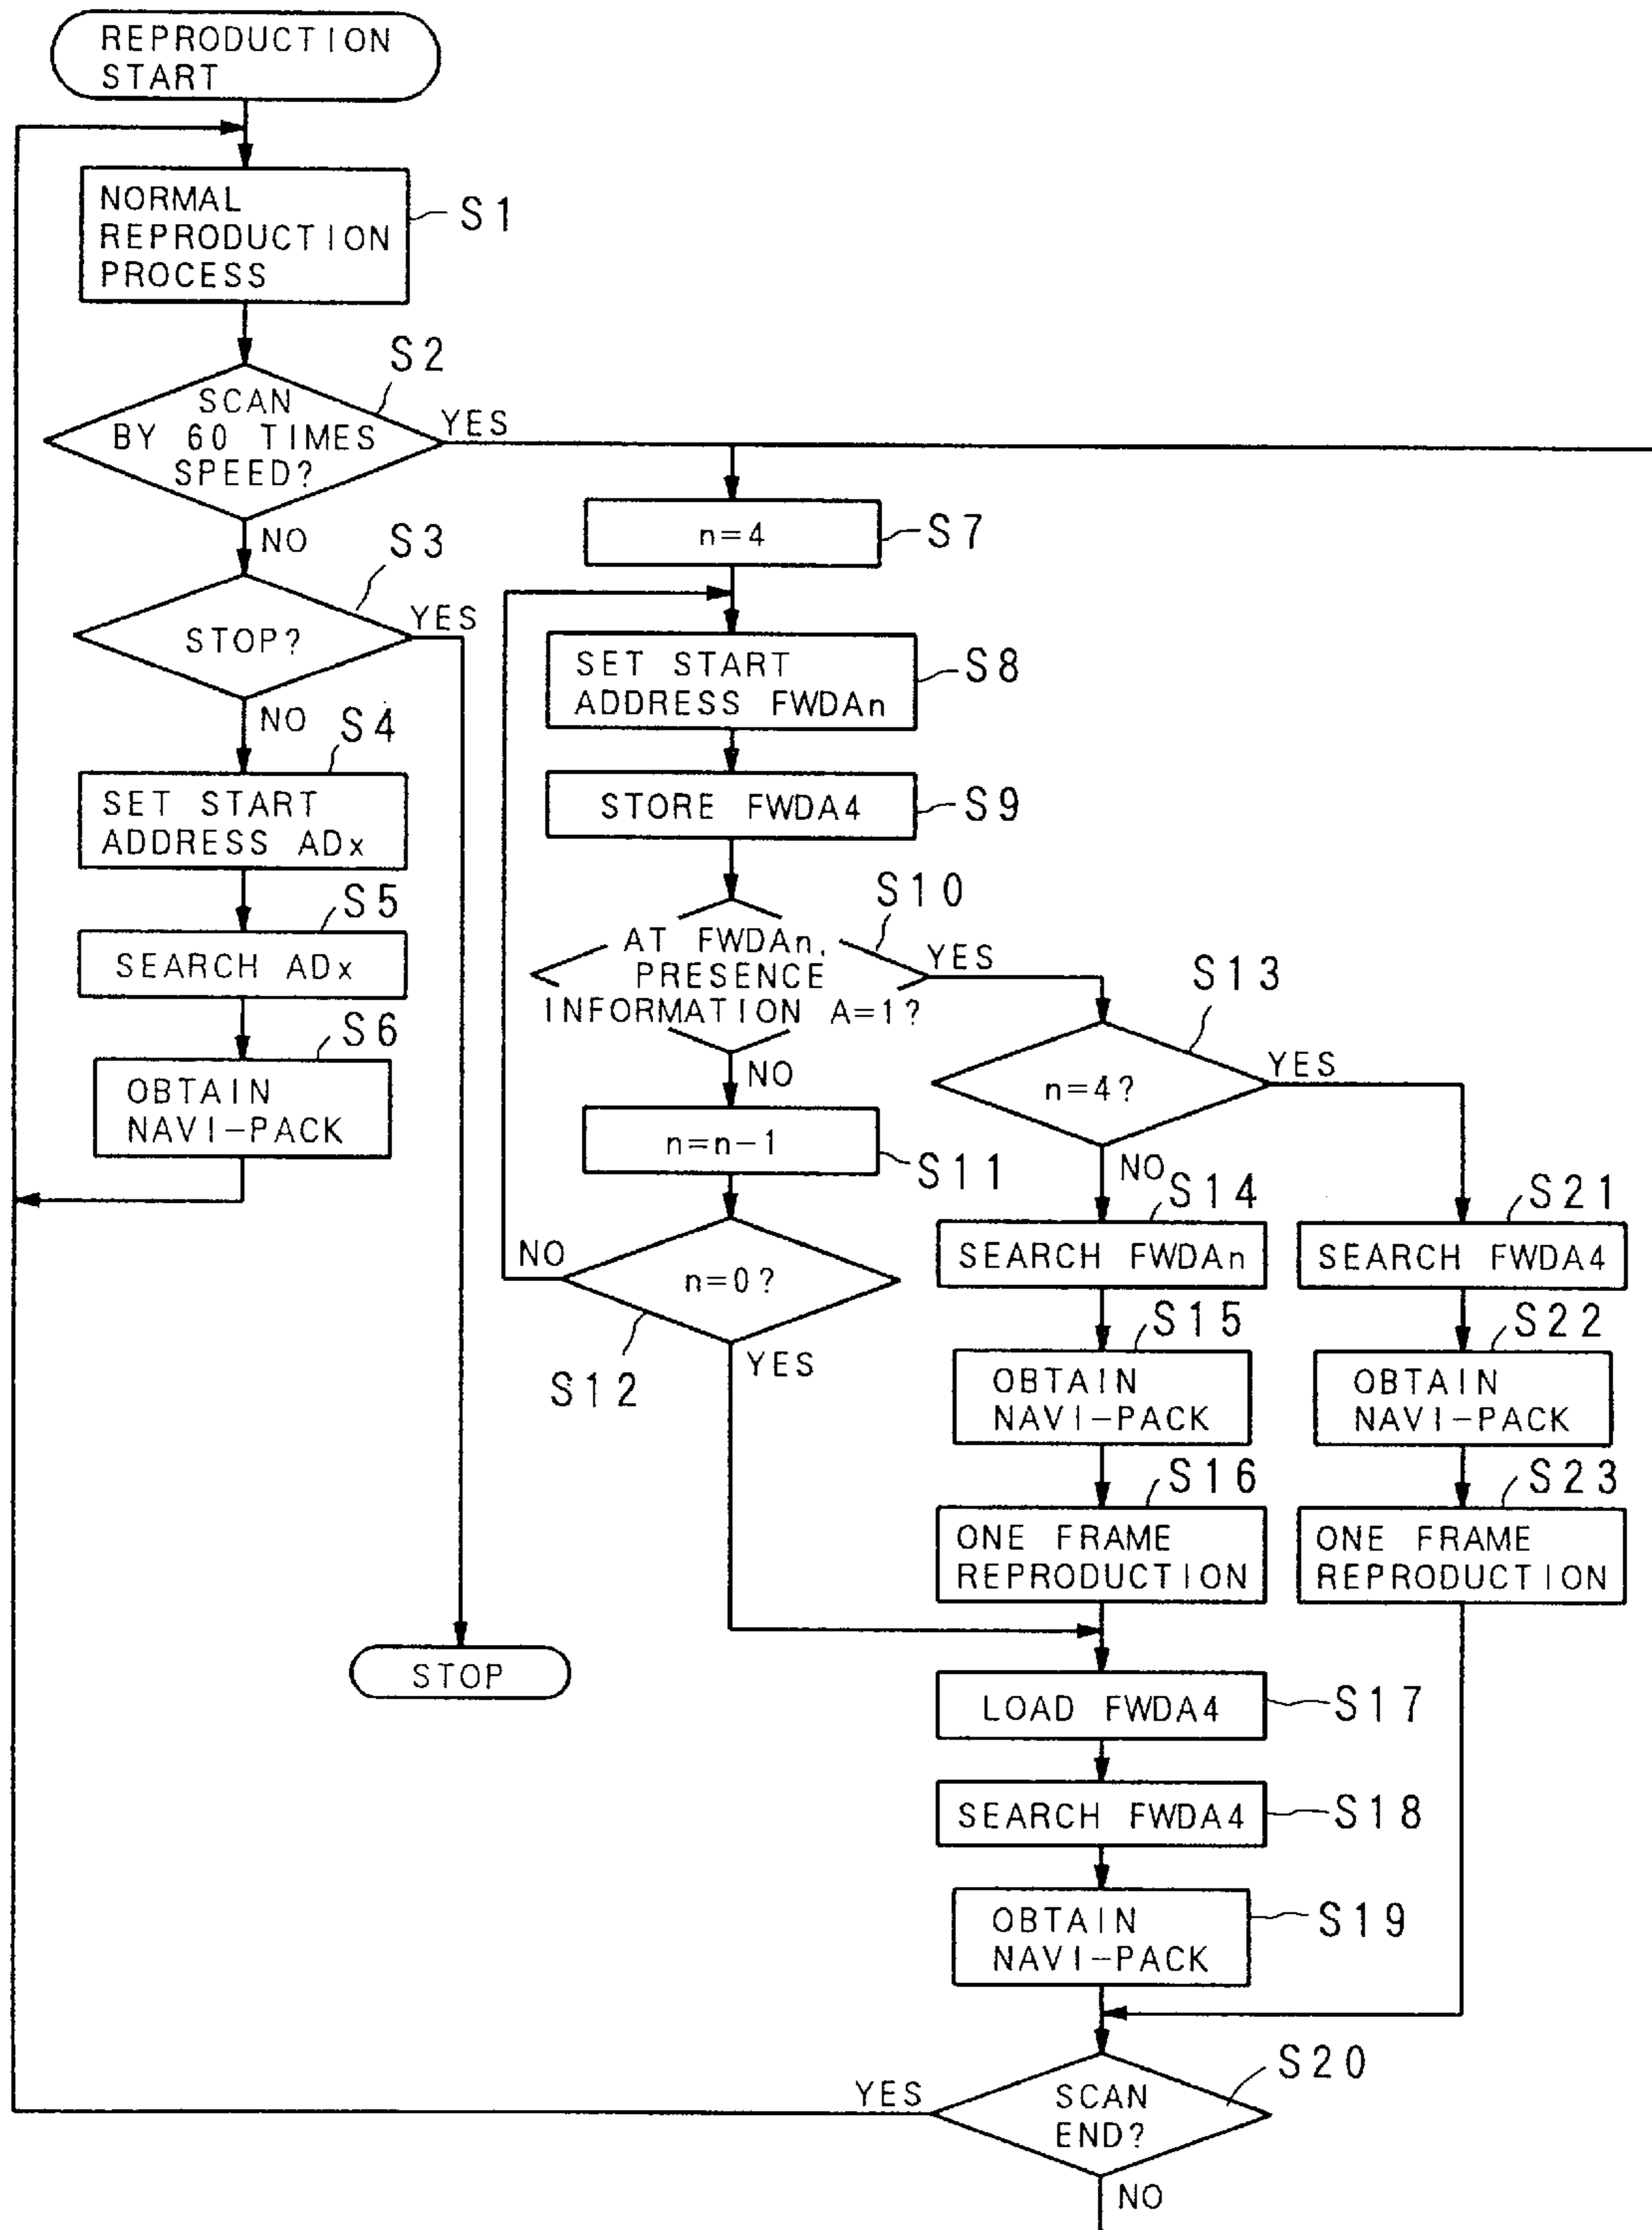 REPRODUCTION
START
NORMAL
REPRODUCTION
PROCESS
S1
S2
SCAN
BY 60 TIMES
SPEED?
YES
NO
S3
STOP?
YES
NO
S4
SET START
ADDRESS ADx
S5
SEARCH ADx
S6
OBTAIN
NAVI-PACK
STOP
n=4
S7
SET START
ADDRESS FWDAn
S8
STORE FWDA4
S9
S10
AT FWDAn,
PRESENCE
INFORMATION A=1?
YES
NO
n=n-1
S11
NO
n=0?
S12
YES
S13
n=4?
YES
NO
S14
SEARCH FWDAn
S15
OBTAIN
NAVI-PACK
S16
ONE FRAME
REPRODUCTION
S21
SEARCH FWDA4
S22
OBTAIN
NAVI-PACK
S23
ONE FRAME
REPRODUCTION
LOAD FWDA4
S17
SEARCH FWDA4
S18
OBTAIN
NAVI-PACK
S19
S20
YES
SCAN
END?
NO